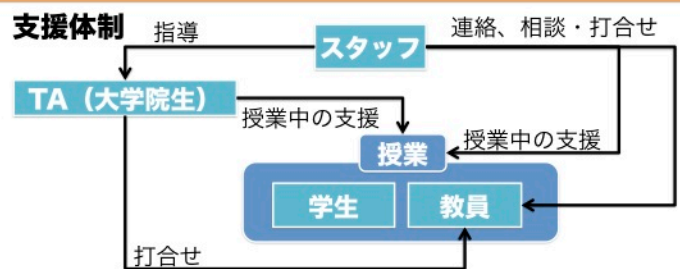 支援体制
指導
スタッフ
連絡、相談・打合せ
TA（大学院生）
授業中の支援
授業中の支援
授業
学生
教員
打合せ